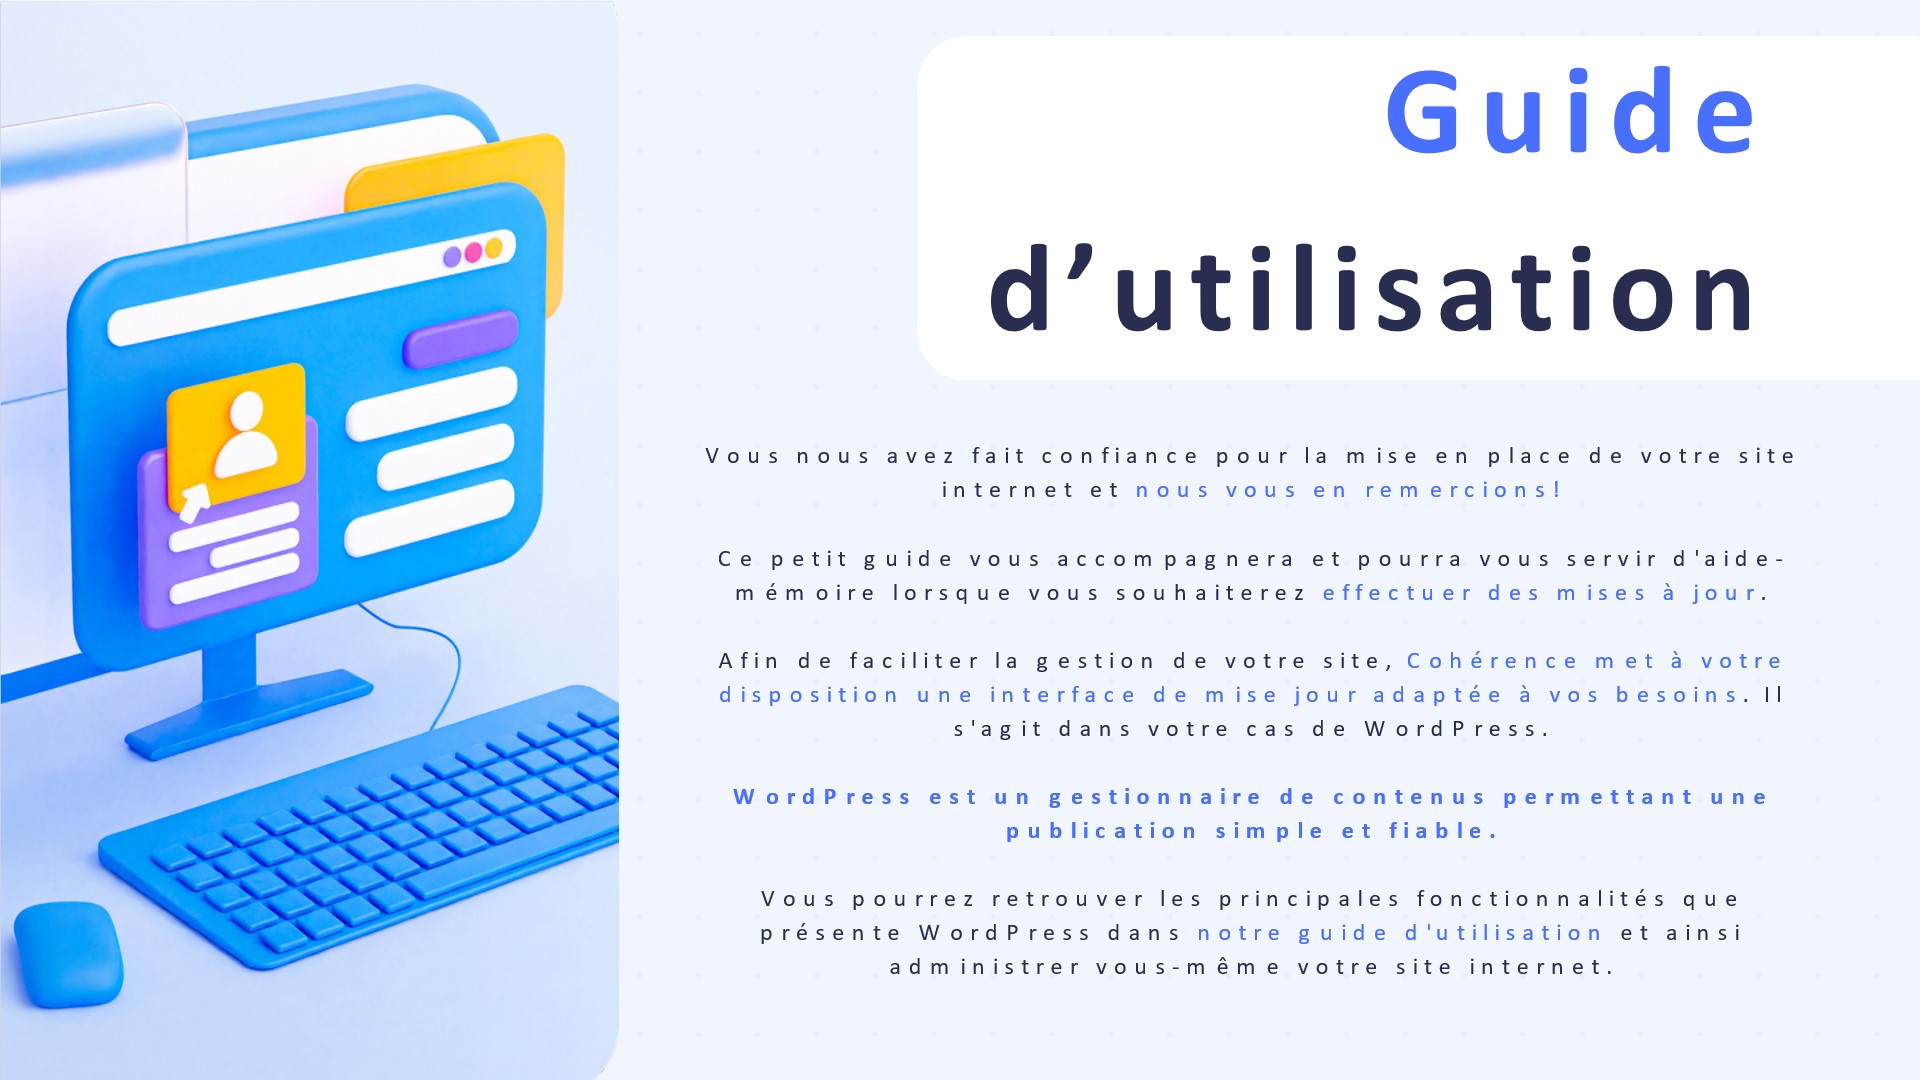 Guide
d’utilisation
Vous nous avez fait confiance pour la mise en place de votre site
internet et nous vous en remercions!
Ce petit guide vous accompagnera et pourra vous servir d'aide-
mémoire lorsque vous souhaiterez effectuer des mises à jour.
Afin de faciliter la gestion de votre site, Cohérence met à votre
disposition une interface de mise jour adaptée à vos besoins. Il
s'agit dans votre cas de WordPress.
WordPress est un gestionnaire de contenus permettant une
publication simple et fiable.
Vous pourrez retrouver les principales fonctionnalités que
présente WordPress dans notre guide d'utilisation et ainsi
administrer vous-même votre site internet.